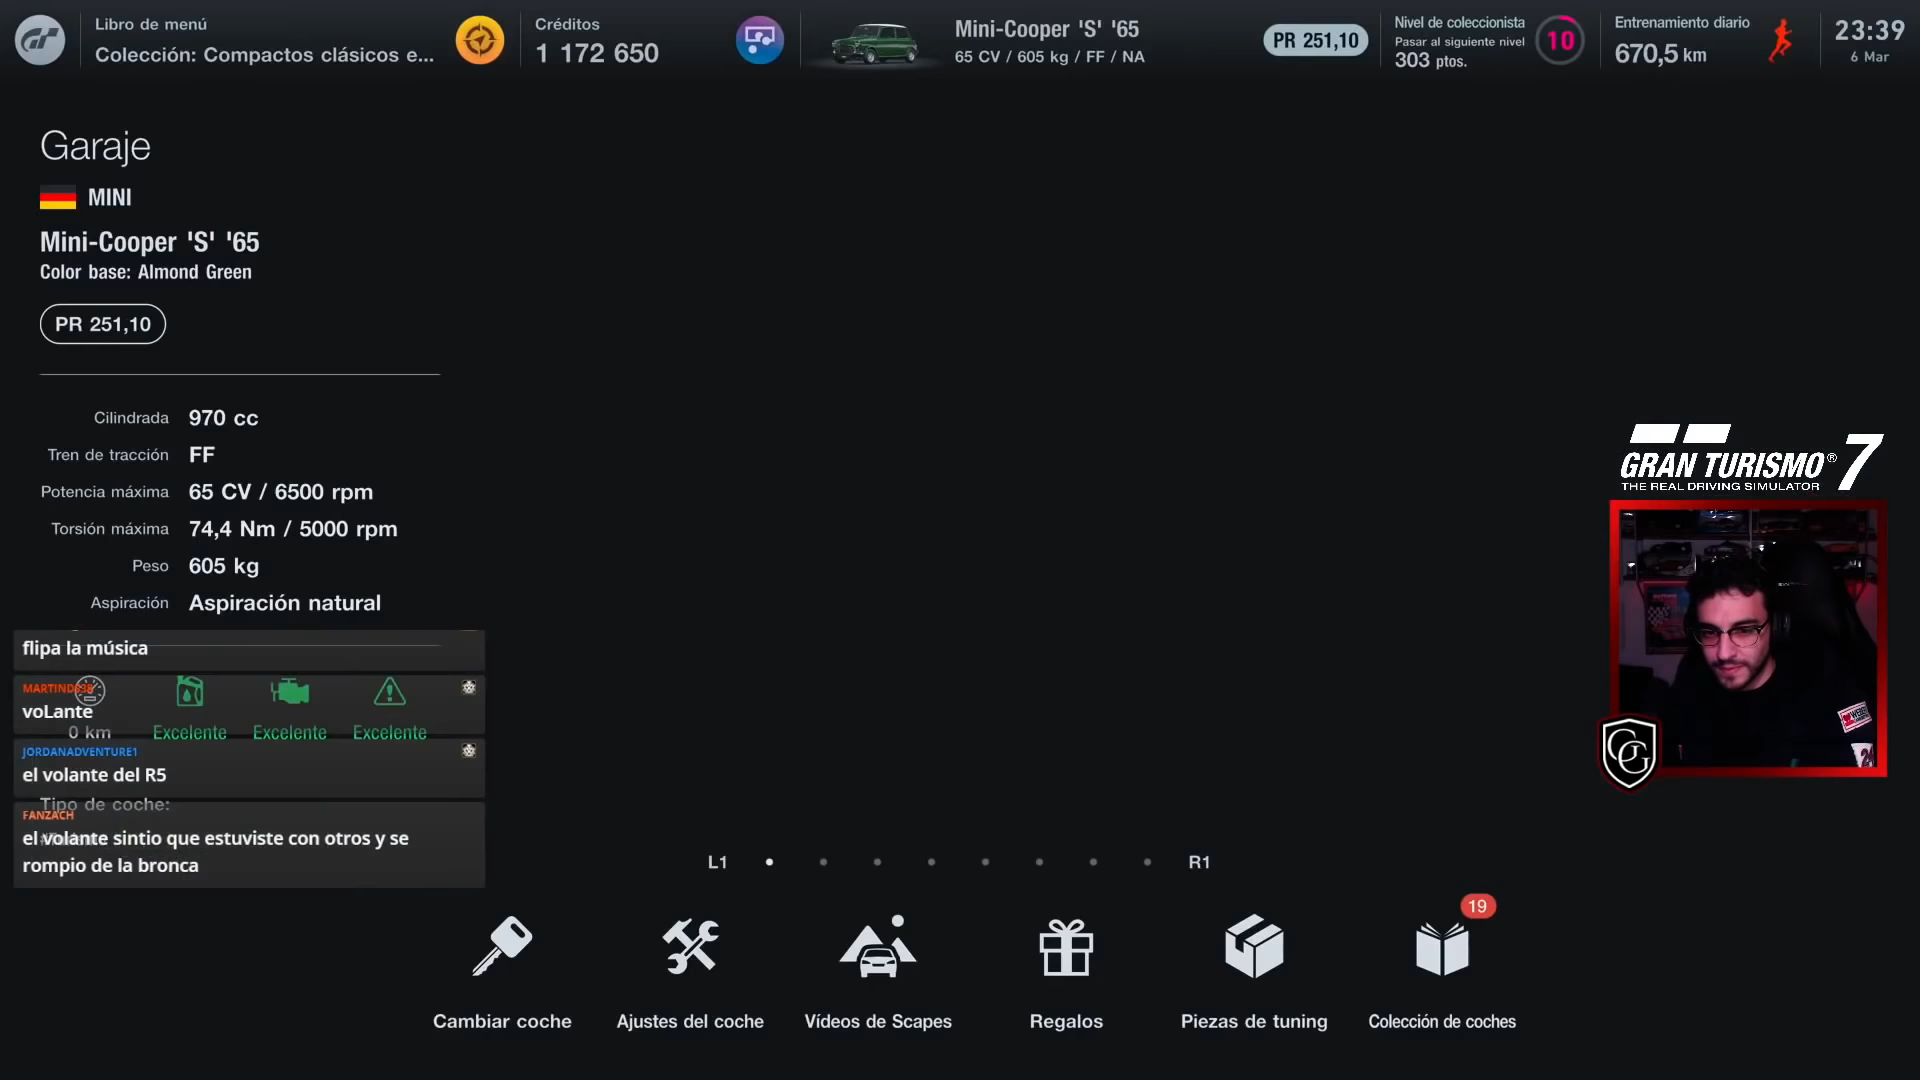 Libro de menú
Colección: Compactos clásicos e...
Créditos
1 172 650
Mini-Cooper 'S' '65
65 CV / 605 kg / FF / NA
PR 251,10
Nivel de coleccionista
Pasar al siguiente nivel
303 ptos.
10
Entrenamiento diario
670,5 km
23:39
6 Mar
Garaje
MINI
Mini-Cooper 'S' '65
Color base: Almond Green
PR 251,10
Cilindrada 970 cc
Tren de tracción FF
Potencia máxima 65 CV / 6500 rpm
Torsión máxima 74,4 Nm / 5000 rpm
Peso 605 kg
Aspiración Aspiración natural
flipa la música
voLante
0 km Excelente Excelente Excelente
JORDANADVENTURE1
el volante del R5
Tipo de coche:
FANZACH
el volante sintio que estuviste con otros y se
rompio de la bronca
GRAN TURISMO® 7
THE REAL DRIVING SIMULATOR
CG
L1 R1
19
Cambiar coche
Ajustes del coche
Vídeos de Scapes
Regalos
Piezas de tuning
Colección de coches